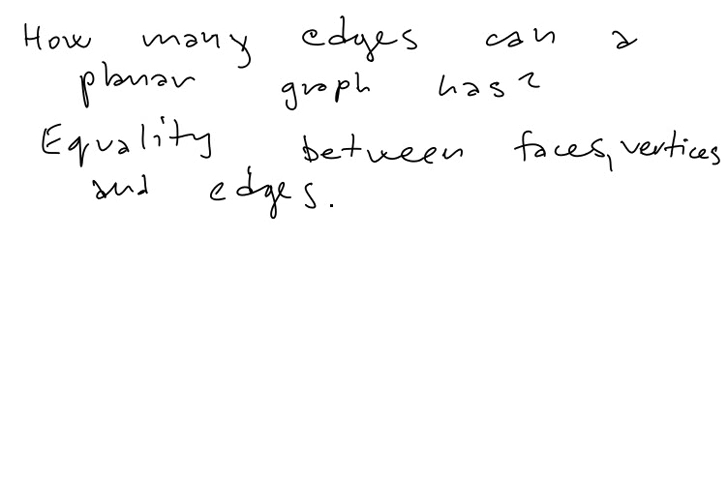 How many edges can a
planar graph has?
Equality between faces, vertices
and edges.